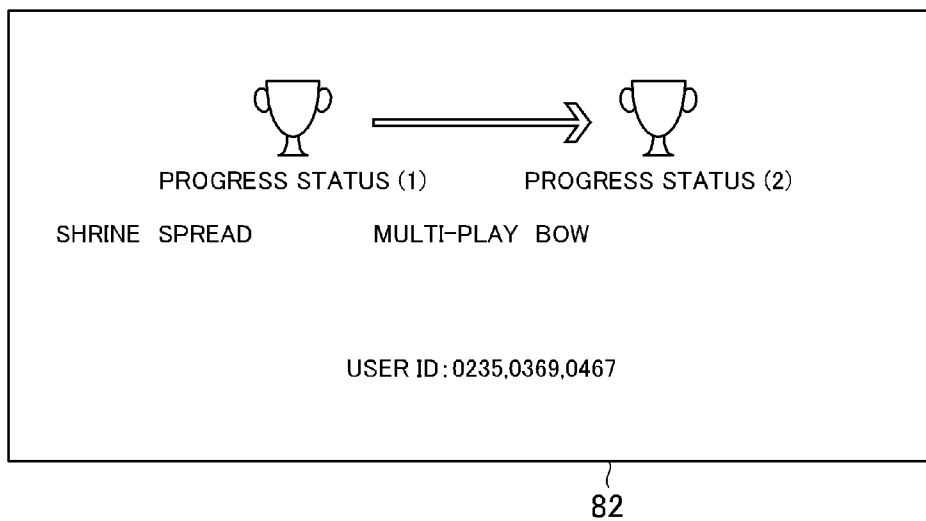 PROGRESS STATUS (1) PROGRESS STATUS (2)
SHRINE SPREAD MULTI-PLAY BOW
USER ID:0235,0369,0467
82